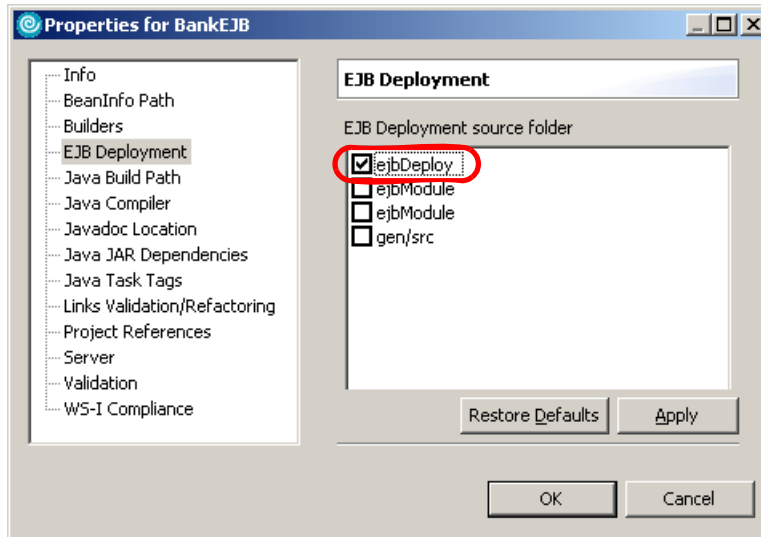 Properties for BankEJB
Info
BeanInfo Path
Builders
EJB Deployment
Java Build Path
Java Compiler
Javadoc Location
Java JAR Dependencies
Java Task Tags
Links Validation/Refactoring
Project References
Server
Validation
WS-I Compliance
EJB Deployment
EJB Deployment source folder
ejbDeploy
ejbModule
ejbModule
gen/src
Restore Defaults
Apply
OK
Cancel